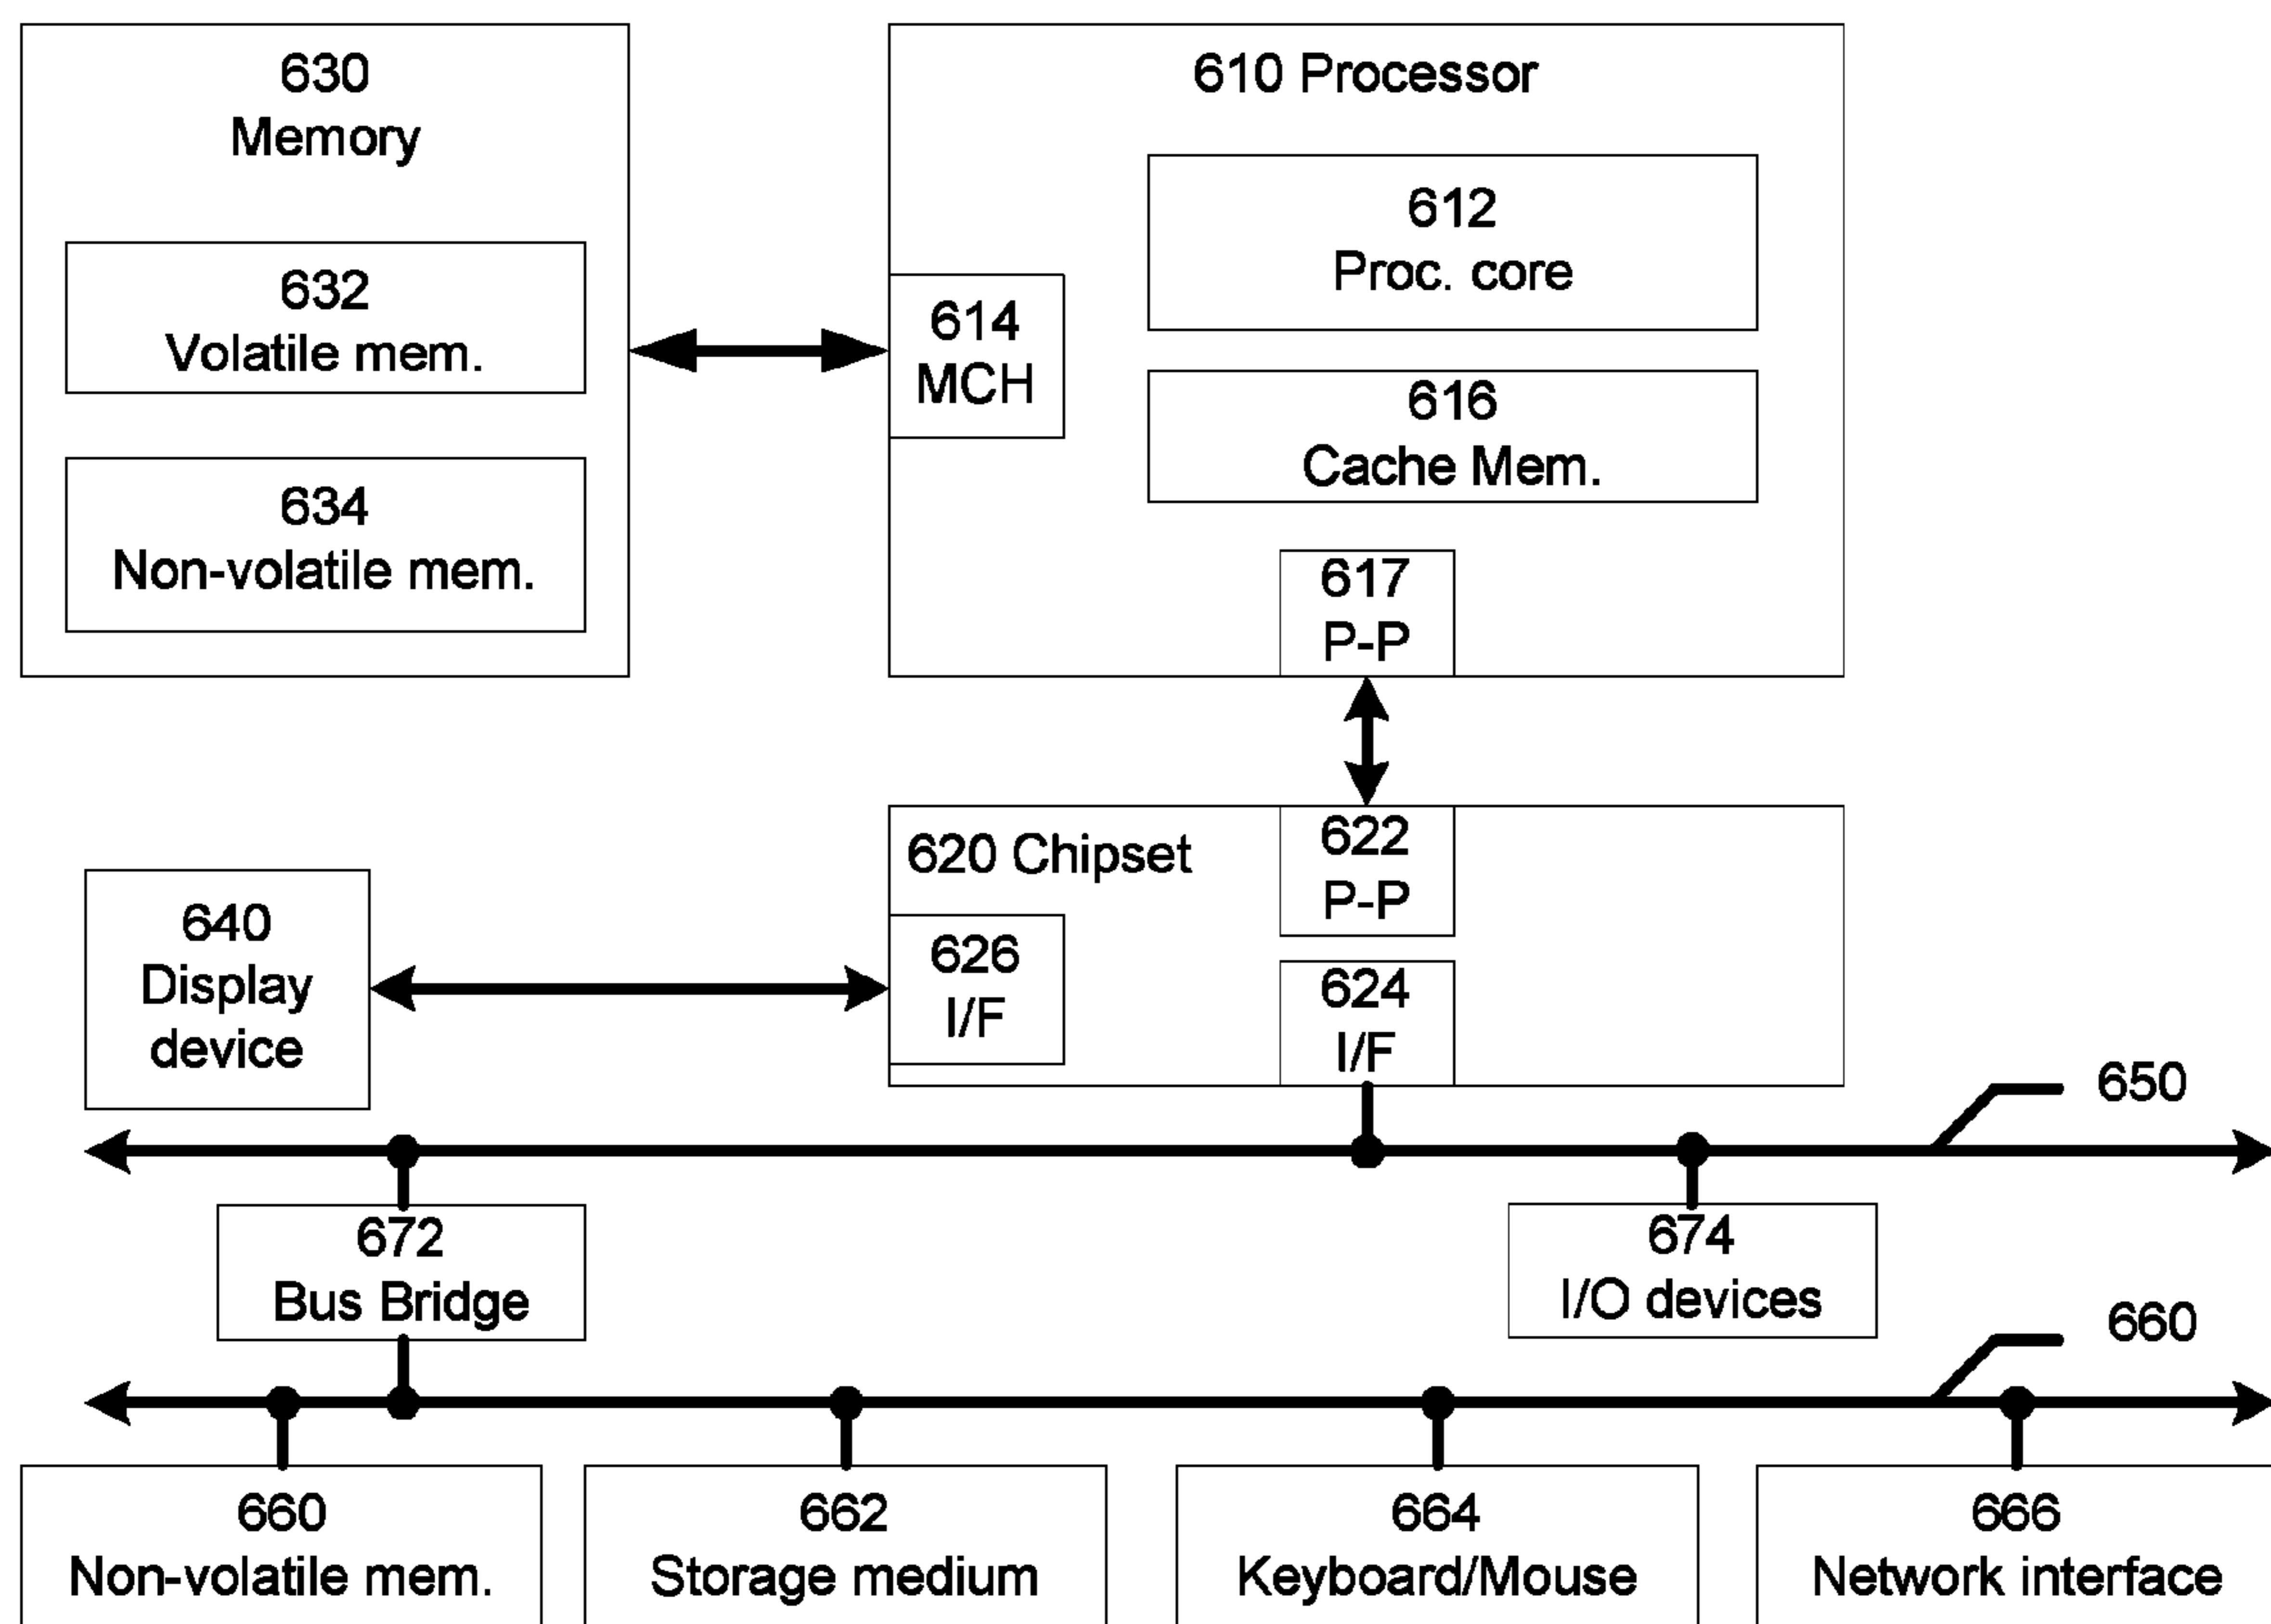 630
Memory
632
Volatile mem.
634
Non-volatile mem.
610 Processor
612
Proc. core
614
MCH
616
Cache Mem.
617
P-P
620 Chipset
622
P-P
626
I/F
624
I/F
640
Display
device
650
672
Bus Bridge
674
I/O devices
660
660
Non-volatile mem.
662
Storage medium
664
Keyboard/Mouse
666
Network interface